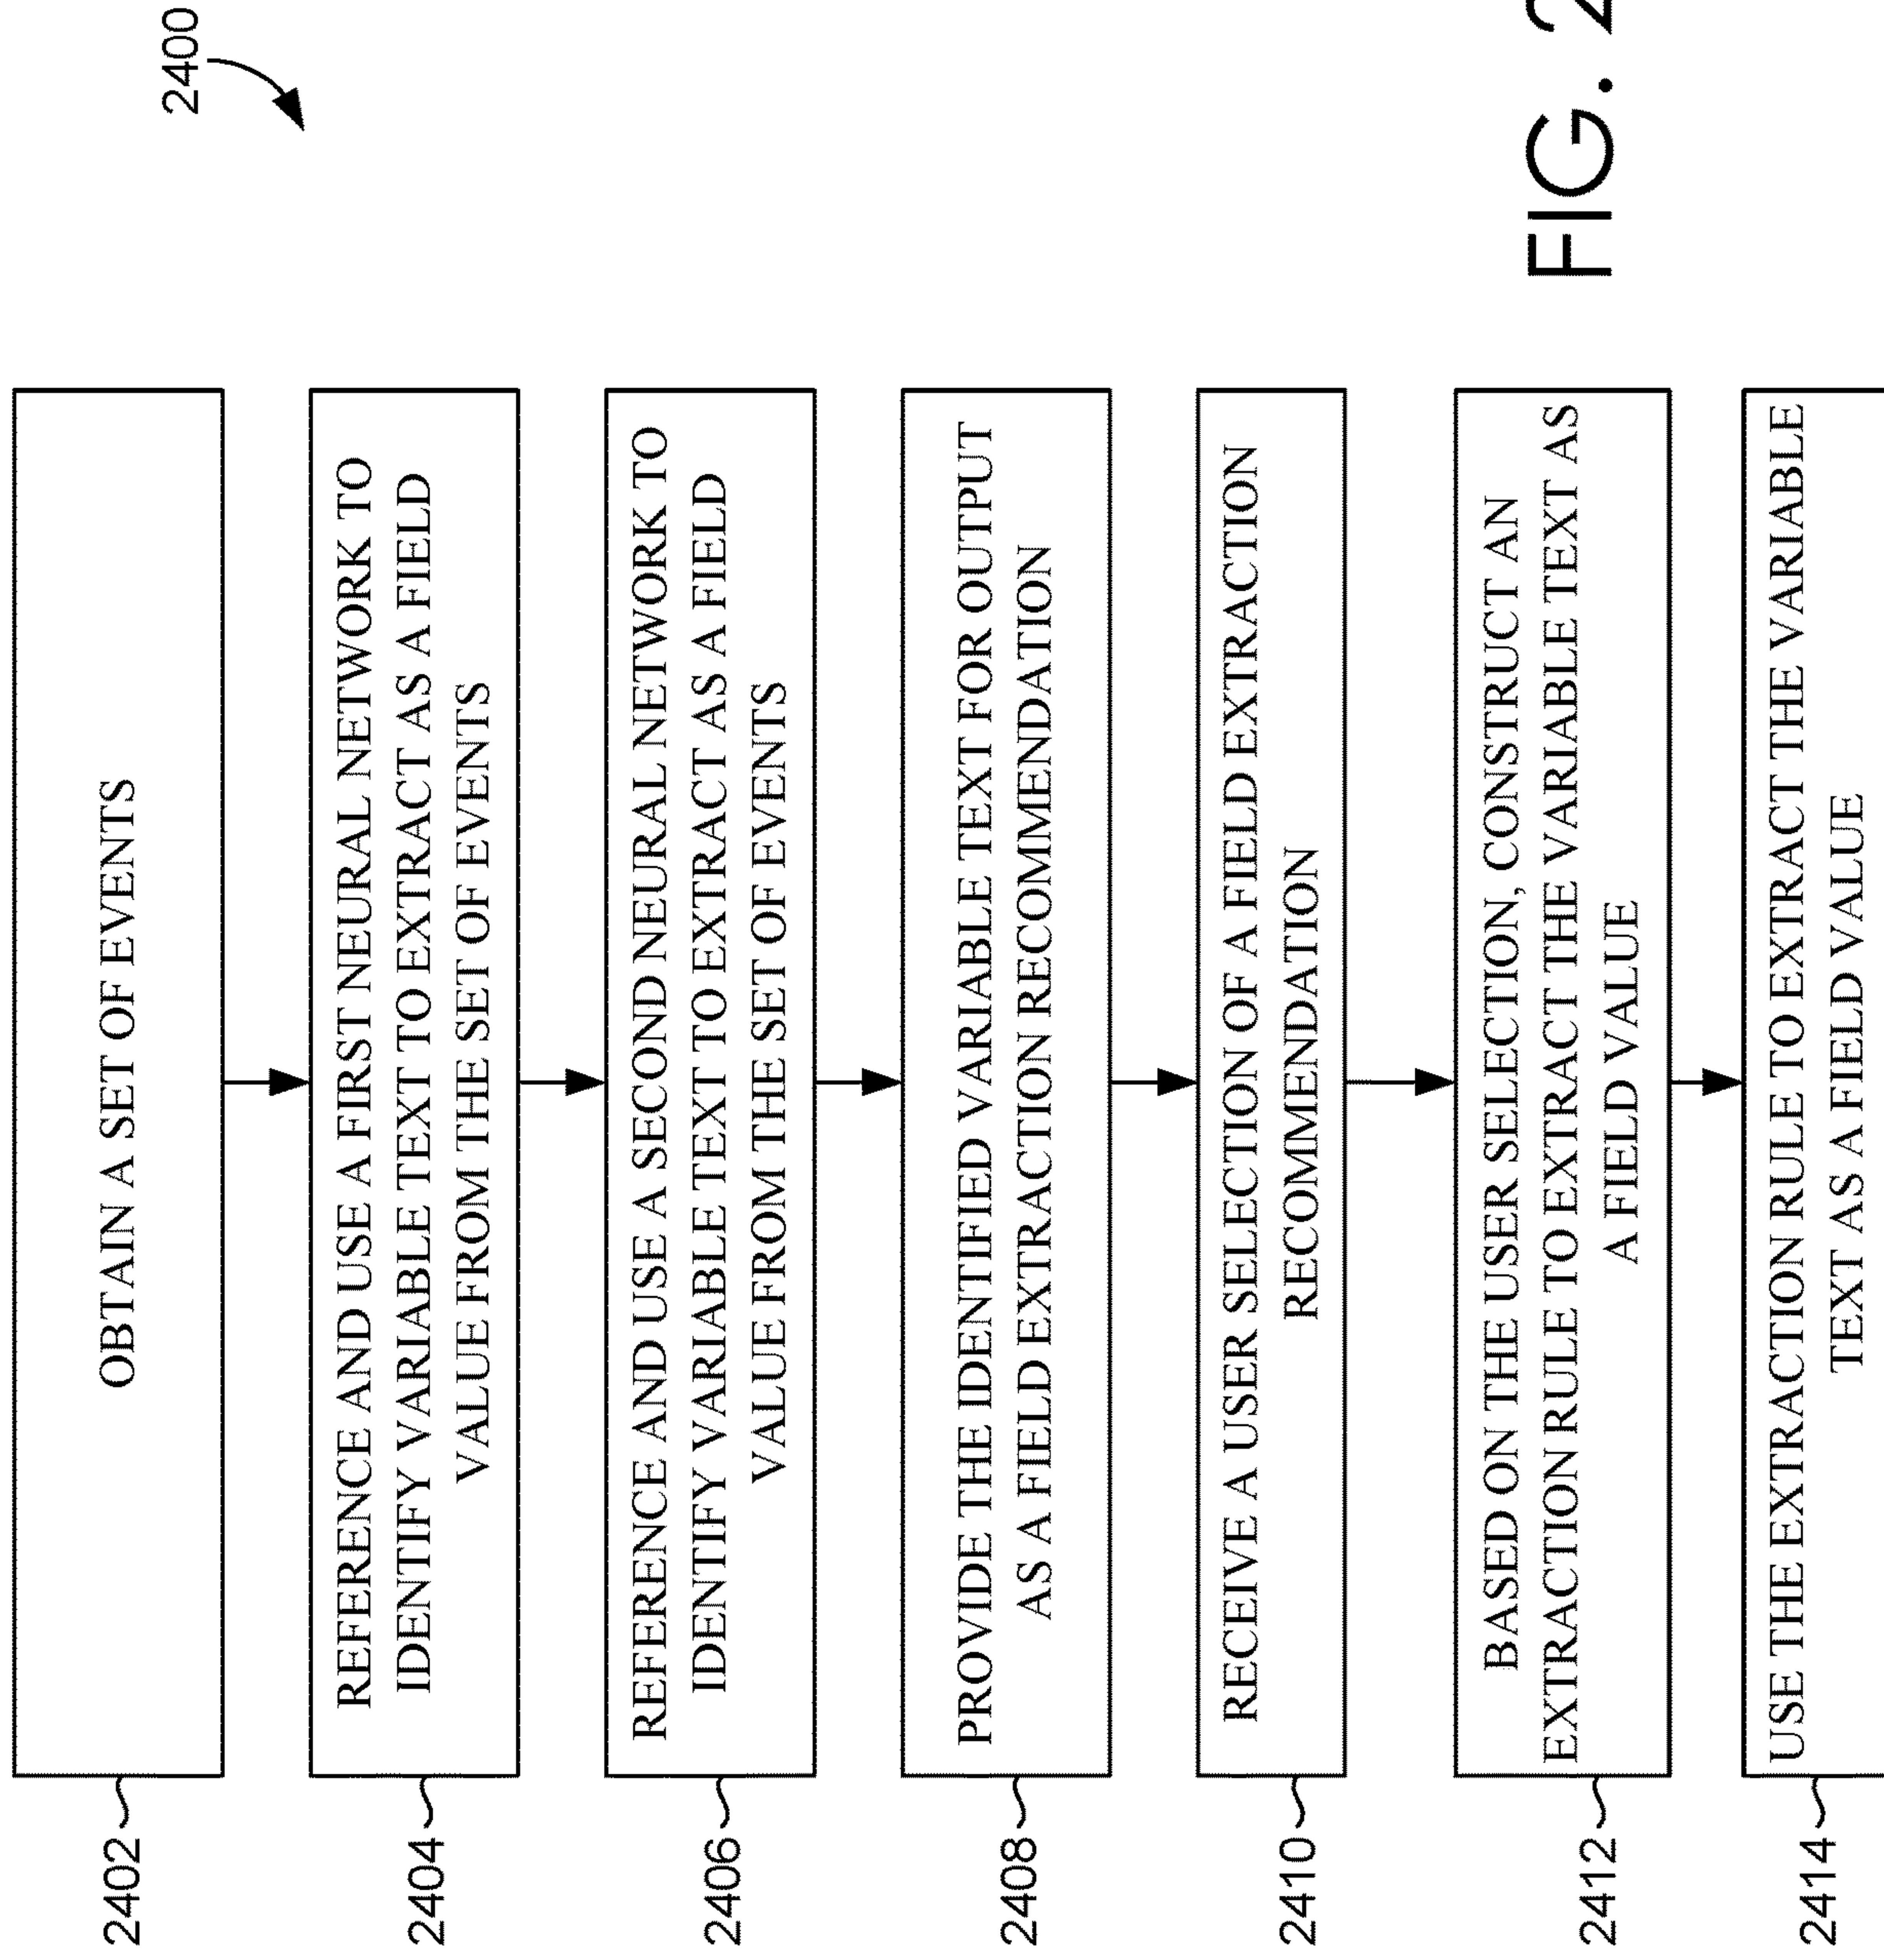 2400
2402
OBTAIN A SET OF EVENTS
2404
REFERENCE AND USE A FIRST NEURAL NETWORK TO
IDENTIFY VARIABLE TEXT TO EXTRACT AS A FIELD
VALUE FROM THE SET OF EVENTS
2406
REFERENCE AND USE A SECOND NEURAL NETWORK TO
IDENTIFY VARIABLE TEXT TO EXTRACT AS A FIELD
VALUE FROM THE SET OF EVENTS
2408
PROVIDE THE IDENTIFIED VARIABLE TEXT FOR OUTPUT
AS A FIELD EXTRACTION RECOMMENDATION
2410
RECEIVE A USER SELECTION OF A FIELD EXTRACTION
RECOMMENDATION
2412
BASED ON THE USER SELECTION, CONSTRUCT AN
EXTRACTION RULE TO EXTRACT THE VARIABLE TEXT AS
A FIELD VALUE
2414
USE THE EXTRACTION RULE TO EXTRACT THE VARIABLE
TEXT AS A FIELD VALUE
FIG.